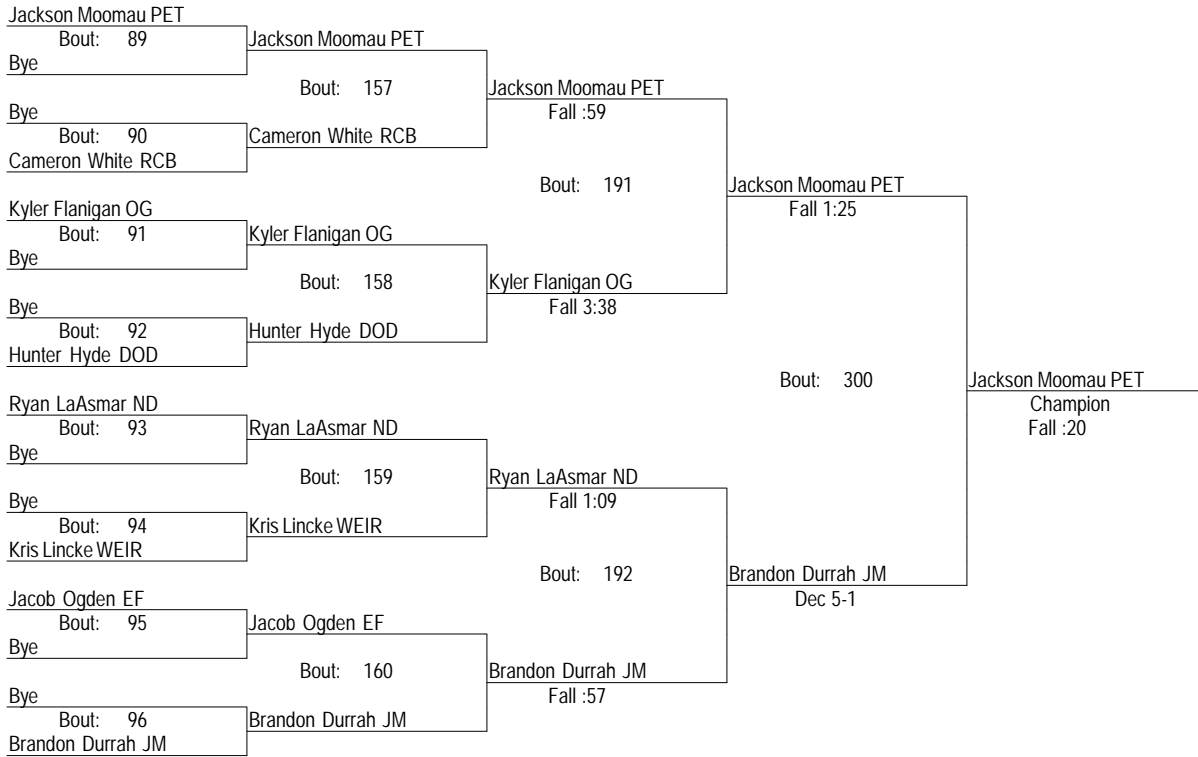 Jackson Moomau PET
Bout: 89
Bye
Jackson Moomau PET
Bout: 157
Bye
Bout: 90
Cameron White RCB
Cameron White RCB
Jackson Moomau PET
Fall :59
Bout: 191
Kyler Flanigan OG
Bout: 91
Bye
Kyler Flanigan OG
Bout: 158
Bye
Bout: 92
Hunter Hyde DOD
Hunter Hyde DOD
Kyler Flanigan OG
Fall 3:38
Jackson Moomau PET
Fall 1:25
Bout: 300
Ryan LaAsmar ND
Bout: 93
Bye
Ryan LaAsmar ND
Bout: 159
Bye
Bout: 94
Kris Lincke WEIR
Kris Lincke WEIR
Ryan LaAsmar ND
Fall 1:09
Bout: 192
Jacob Ogden EF
Bout: 95
Bye
Jacob Ogden EF
Bout: 160
Bye
Bout: 96
Brandon Durrah JM
Brandon Durrah JM
Brandon Durrah JM
Fall :57
Brandon Durrah JM
Dec 5-1
Jackson Moomau PET
Champion
Fall :20